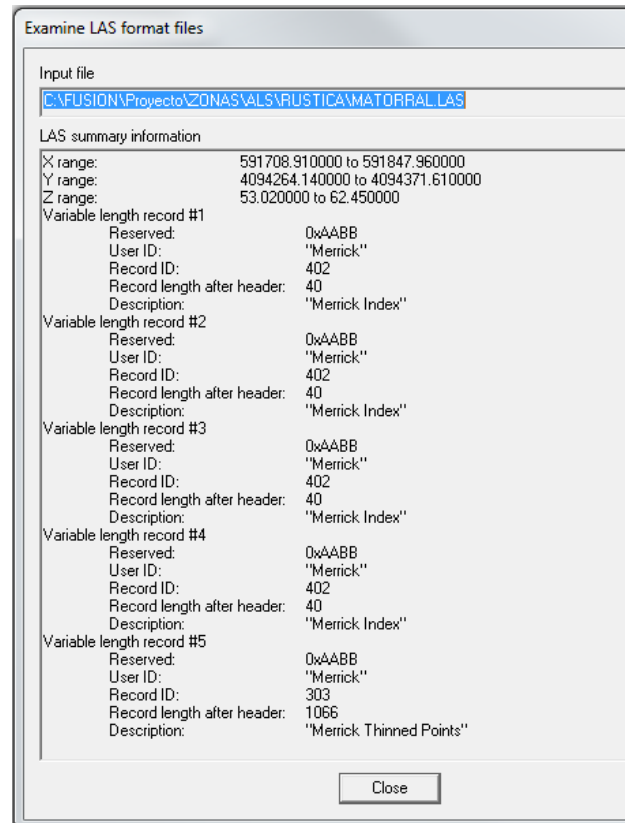 Examine LAS format files
Input file
C:\FUSION\Proyecto\ZONAS\ALS\RUSTICA\MATORRAL.LAS
LAS summary information
X range: 591708.910000 to 591847.960000
Y range: 4094264.140000 to 4094371.610000
Z range: 53.020000 to 62.450000
Variable length record #1
Reserved: 0xAABB
User ID: "Merrick"
Record ID: 402
Record length after header: 40
Description: "Merrick Index"
Variable length record #2
Reserved: 0xAABB
User ID: "Merrick"
Record ID: 402
Record length after header: 40
Description: "Merrick Index"
Variable length record #3
Reserved: 0xAABB
User ID: "Merrick"
Record ID: 402
Record length after header: 40
Description: "Merrick Index"
Variable length record #4
Reserved: 0xAABB
User ID: "Merrick"
Record ID: 402
Record length after header: 40
Description: "Merrick Index"
Variable length record #5
Reserved: 0xAABB
User ID: "Merrick"
Record ID: 303
Record length after header: 1066
Description: "Merrick Thinned Points"
Close